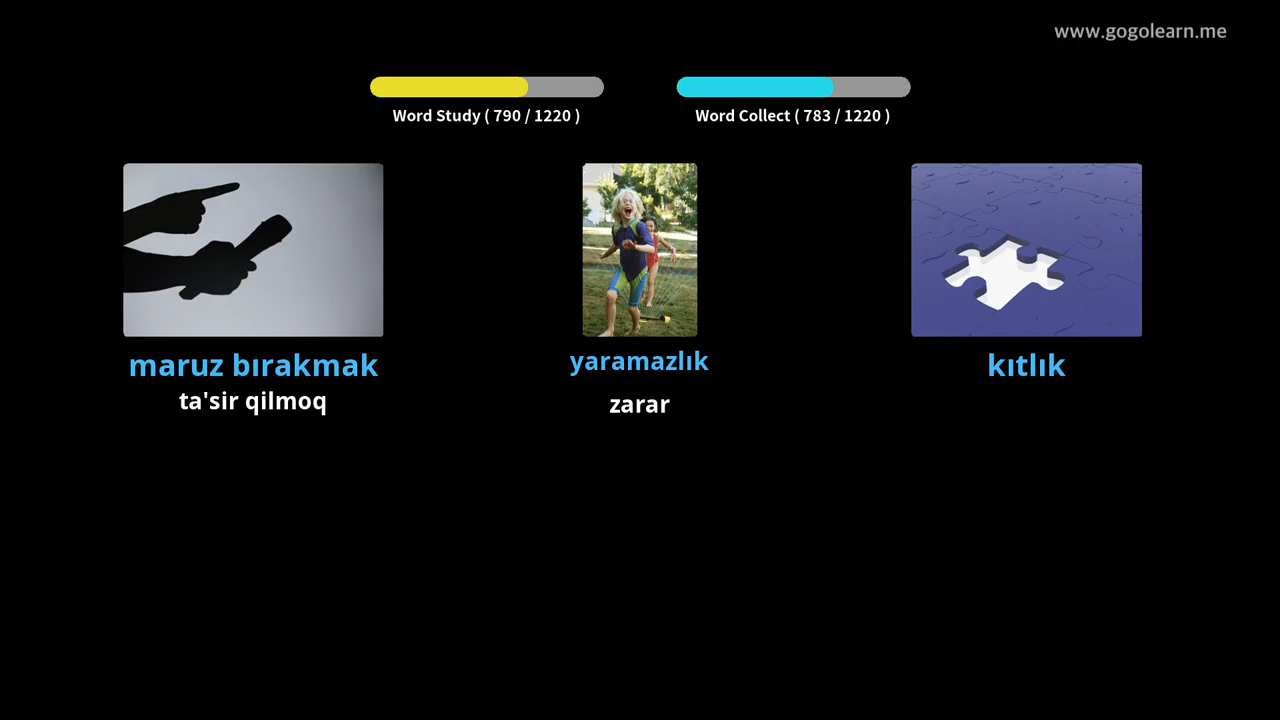 www.gogolearn.me
Word Study ( 790 / 1220 )
Word Collect ( 783 / 1220 )
maruz bırakmak
ta'sir qilmoq
yaramazlık
zarar
kıtlık